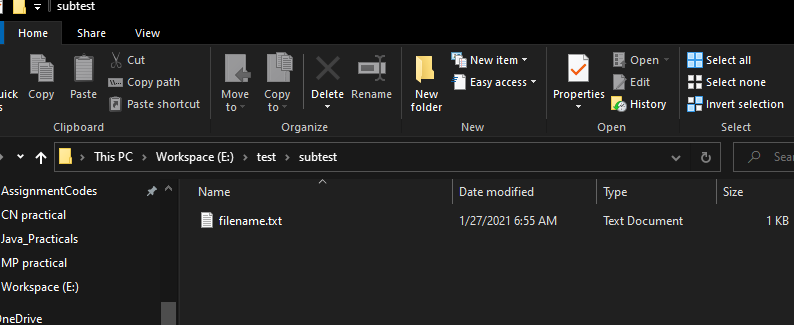 subtest
Home Share View
Copy
Paste
Cut
Copy path
Paste shortcut
Clipboard
Move to
Copy to
Delete
Rename
Organize
New folder
New item
Easy access
New
Properties
Open
Edit
History
Open
Select all
Select none
Invert selection
Select
This PC > Workspace (E:) > test > subtest
Name Date modified Type Size
filename.txt 1/27/2021 6:55 AM Text Document 1 KB
AssignmentCodes
CN practical
Java_Practicals
MP practical
Workspace (E:)